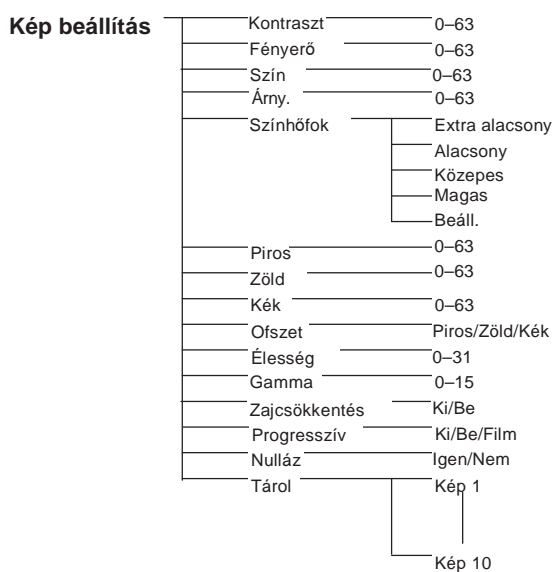 Kép beállítás
Kontraszt 0–63
Fényerő 0–63
Szín 0–63
Árny. 0–63
Színhőfok Extra alacsony
Alacsony
Közepes
Magas
Beáll.
Piros 0–63
Zöld 0–63
Kék 0–63
Ofszet Piros/Zöld/Kék
Élesség 0–31
Gamma 0–15
Zajcsökkentés Ki/Be
Progresszív Ki/Be/Film
Nulláz Igen/Nem
Tárol Kép 1
Kép 10